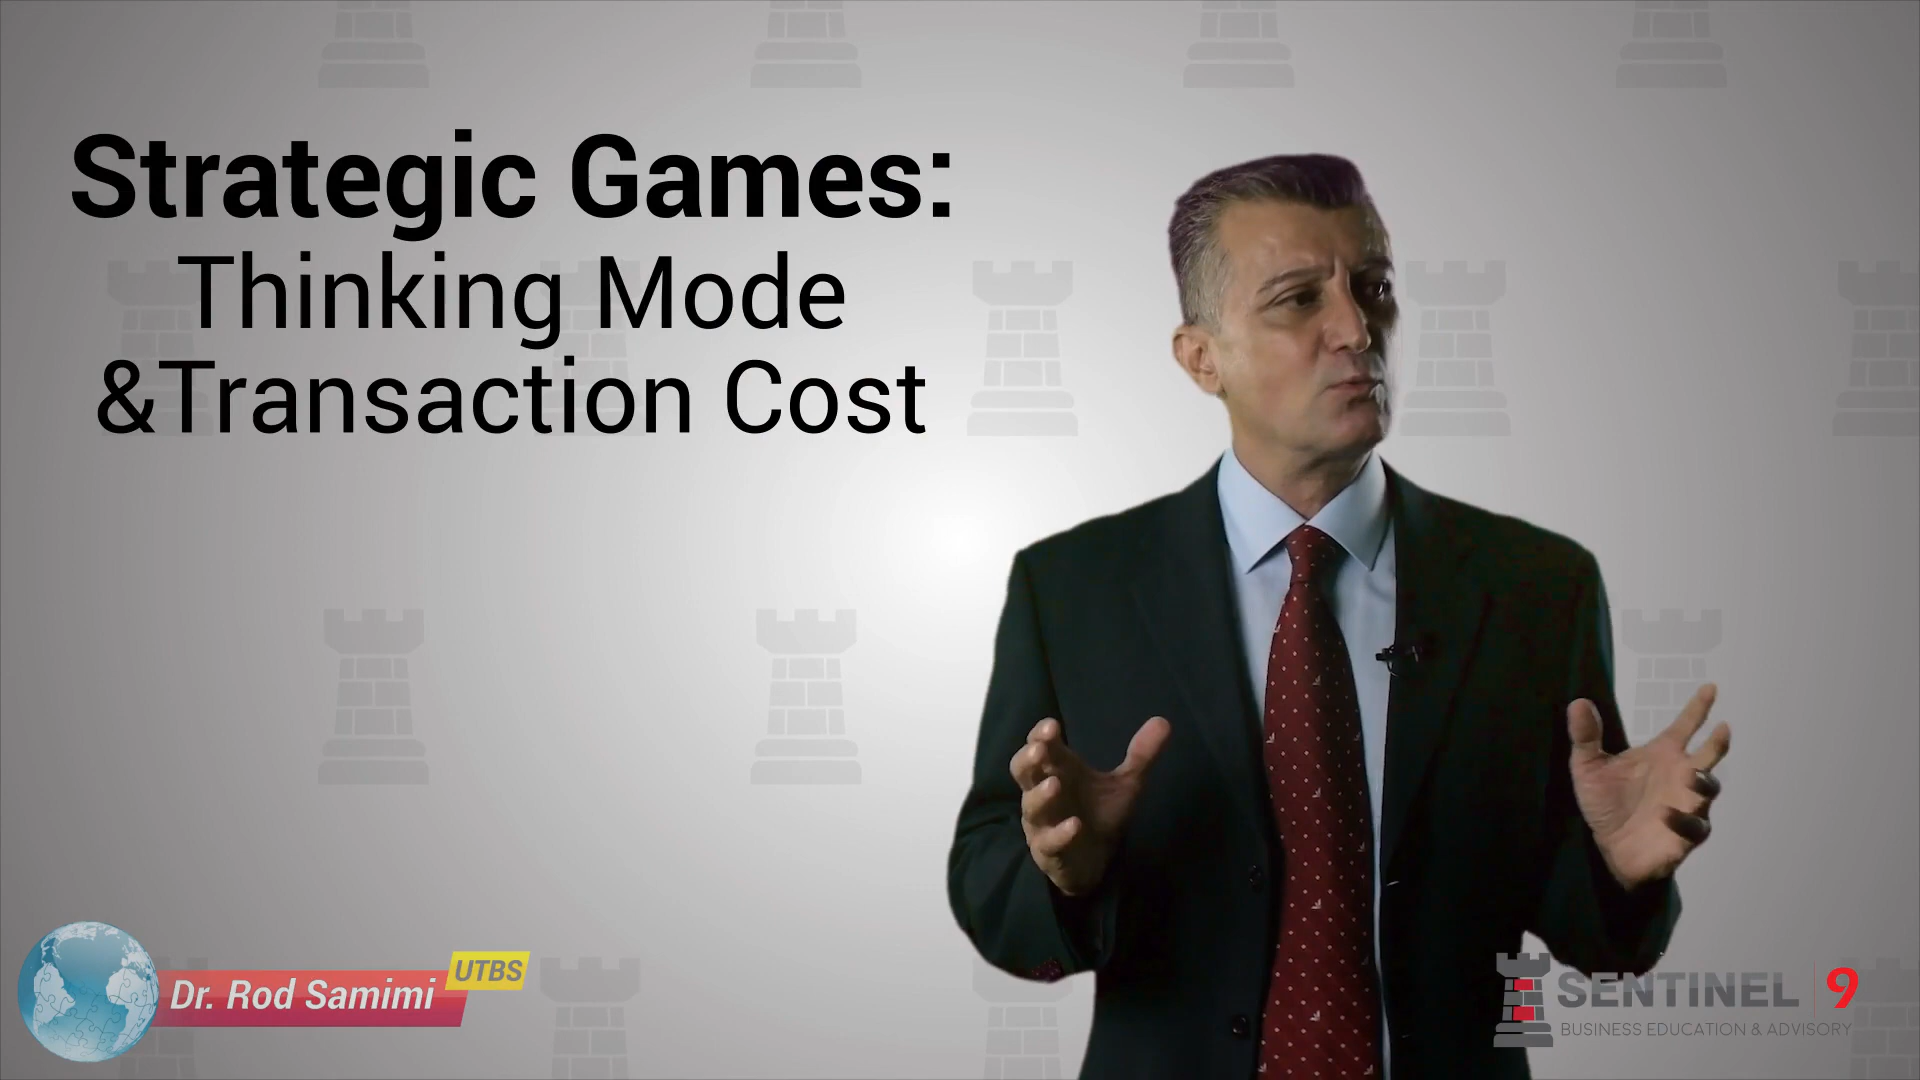 Strategic Games:
Thinking Mode
&Transaction Cost
UTBS
Dr. Rod Samimi
SENTINEL 9
BUSINESS EDUCATION & ADVISORY